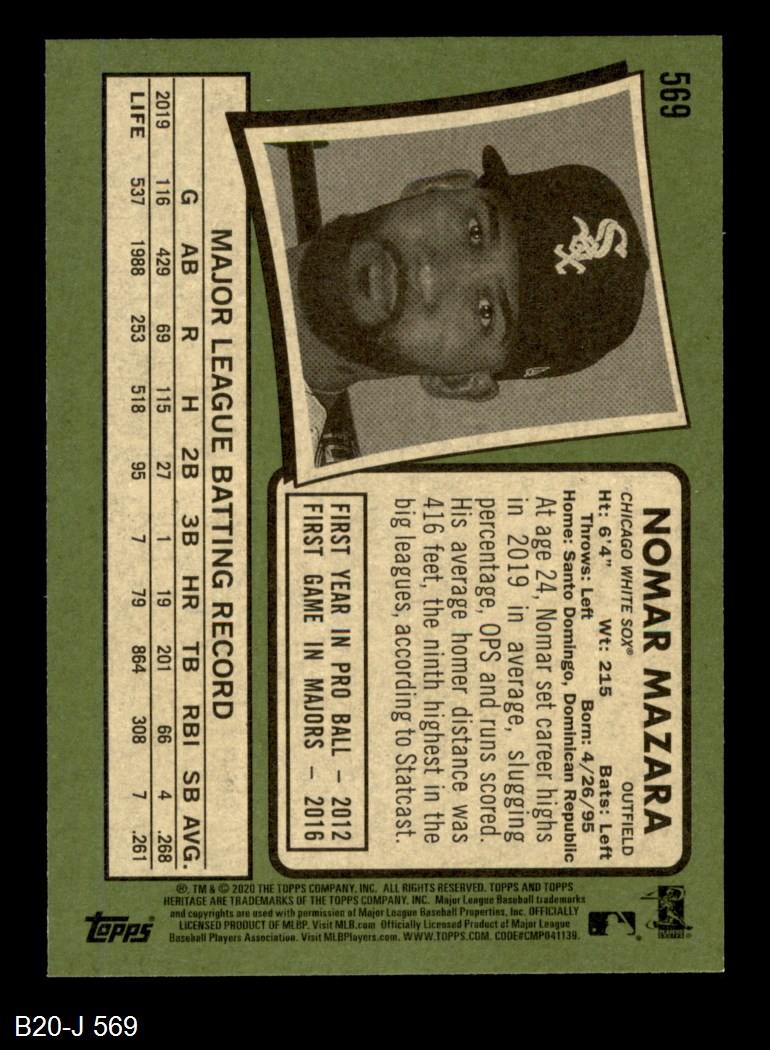 569
NOMAR MAZARA
CHICAGO WHITE SOX® OUTFIELD
Ht: 6'4" Wt: 215 Bats: Left
Throws: Left Born: 4/26/95
Home: Santo Domingo, Dominican Republic
At age 24, Nomar set career highs
in 2019 in average, slugging
percentage, OPS and runs scored.
His average homer distance was
416 feet, the ninth highest in the
big leagues, according to Statcast.
FIRST YEAR IN PRO BALL – 2012
FIRST GAME IN MAJORS – 2016
MAJOR LEAGUE BATTING RECORD
G AB R H 2B 3B HR TB RBI SB AVG.
2019 116 429 69 115 27 1 19 201 66 4 .268
LIFE 537 1988 253 518 95 7 79 864 308 7 .261
®, TM & © 2020 THE TOPPS COMPANY, INC. ALL RIGHTS RESERVED. TOPPS AND TOPPS
HERITAGE ARE TRADEMARKS OF THE TOPPS COMPANY, INC. Major League Baseball trademarks
and copyrights are used with permission of Major League Baseball Properties, Inc. OFFICIALLY
LICENSED PRODUCT OF MLBP. Visit MLB.com Officially Licensed Product of Major League
Baseball Players Association. Visit MLBPlayers.com. WWW.TOPPS.COM. CODE#CMP041139.
Topps®
B20-J 569